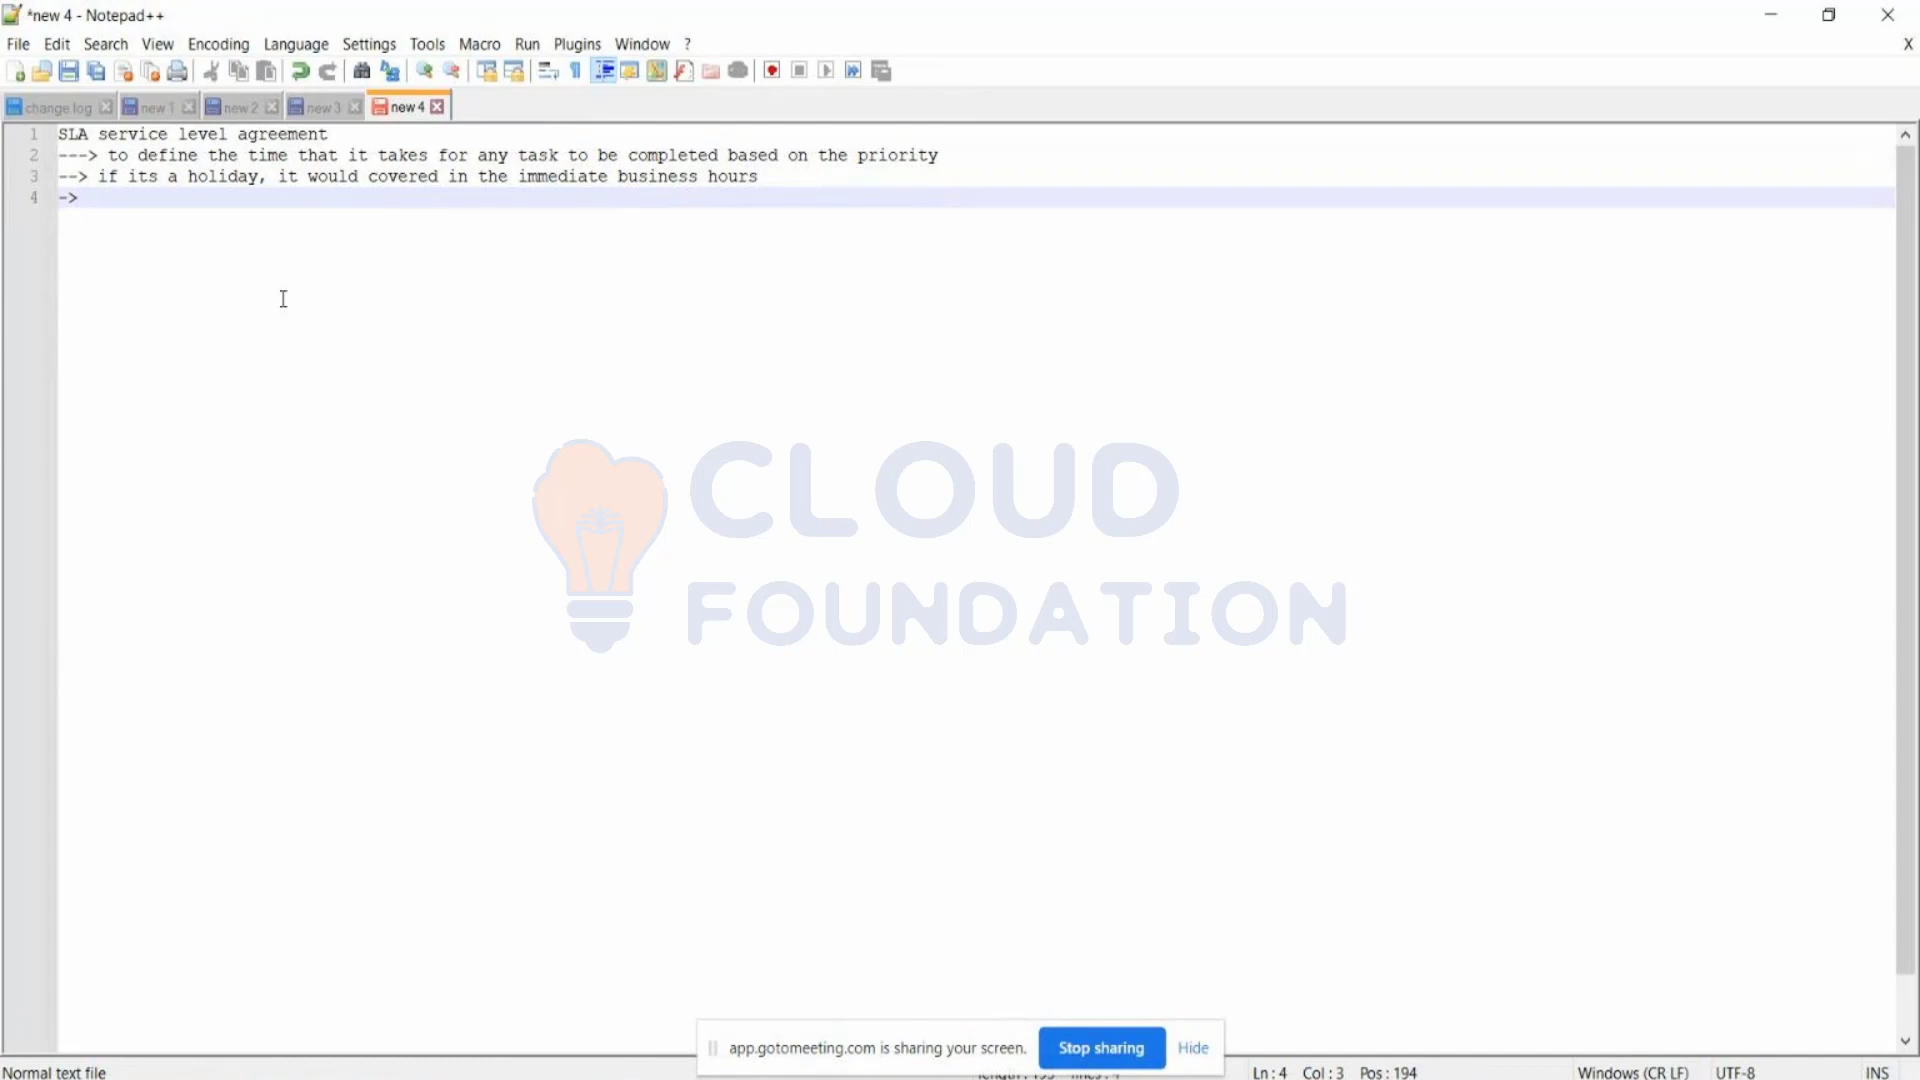 *new 4 - Notepad++
File Edit Search View Encoding Language Settings Tools Macro Run Plugins Window ? X
change.log new 1 new 2 new 3 new 4
1 SLA service level agreement
2 ---> to define the time that it takes for any task to be completed based on the priority
3 --> if its a holiday, it would covered in the immediate business hours
4 ->
CLOUD
FOUNDATION
app.gotomeeting.com is sharing your screen. Stop sharing Hide
Normal text file Ln : 4 Col : 3 Pos : 194 Windows (CR LF) UTF-8 INS